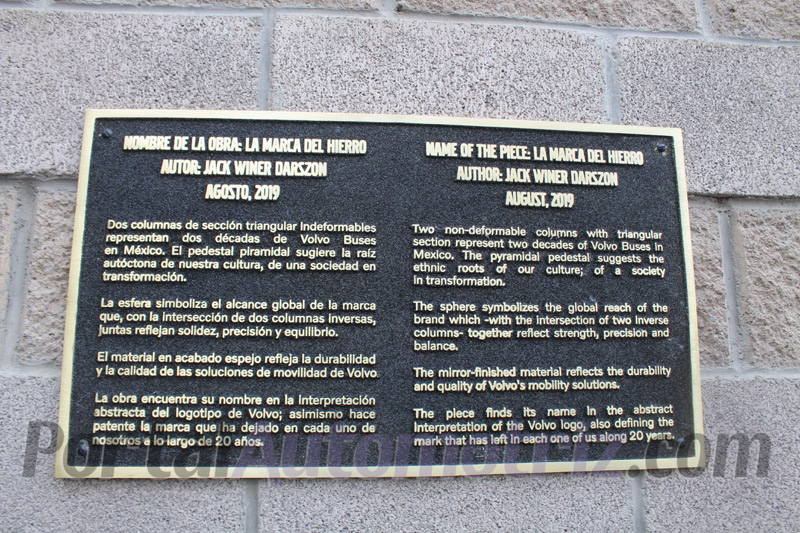 NOMBRE DE LA OBRA: LA MARCA DEL HIERRO
AUTOR: JACK WINER DARSZON
AGOSTO, 2019
Dos columnas de sección triangular indeformables
representan dos décadas de Volvo Buses
en México. El pedestal piramidal sugiere la raíz
autóctona de nuestra cultura, de una sociedad en
transformación.
La esfera simboliza el alcance global de la marca
que, con la intersección de dos columnas inversas,
juntas reflejan solidez, precisión y equilibrio.
El material en acabado espejo refleja la durabilidad
y la calidad de las soluciones de movilidad de Volvo
La obra encuentra su nombre en la interpretación
abstracta del logotipo de Volvo; asimismo hace
patente la marca que ha dejado en cada uno de
nosotros a lo largo de 20 años.
NAME OF THE PIECE: LA MARCA DEL HIERRO
AUTHOR: JACK WINER DARSZON
AUGUST, 2019
Two non-deformable columns with triangular
section represent two decades of Volvo Buses in
Mexico. The pyramidal pedestal suggests the
ethnic roots of our culture; of a society
in transformation.
The sphere symbolizes the global reach of the
brand which -with the intersection of two inverse
columns- together reflect strength, precision and
balance.
The mirror-finished material reflects the durability
and quality of Volvo's mobility solutions.
The piece finds its name in the abstract
interpretation of the Volvo logo, also defining the
mark that has left in each one of us along 20 years.
PortalAutomotriz.com